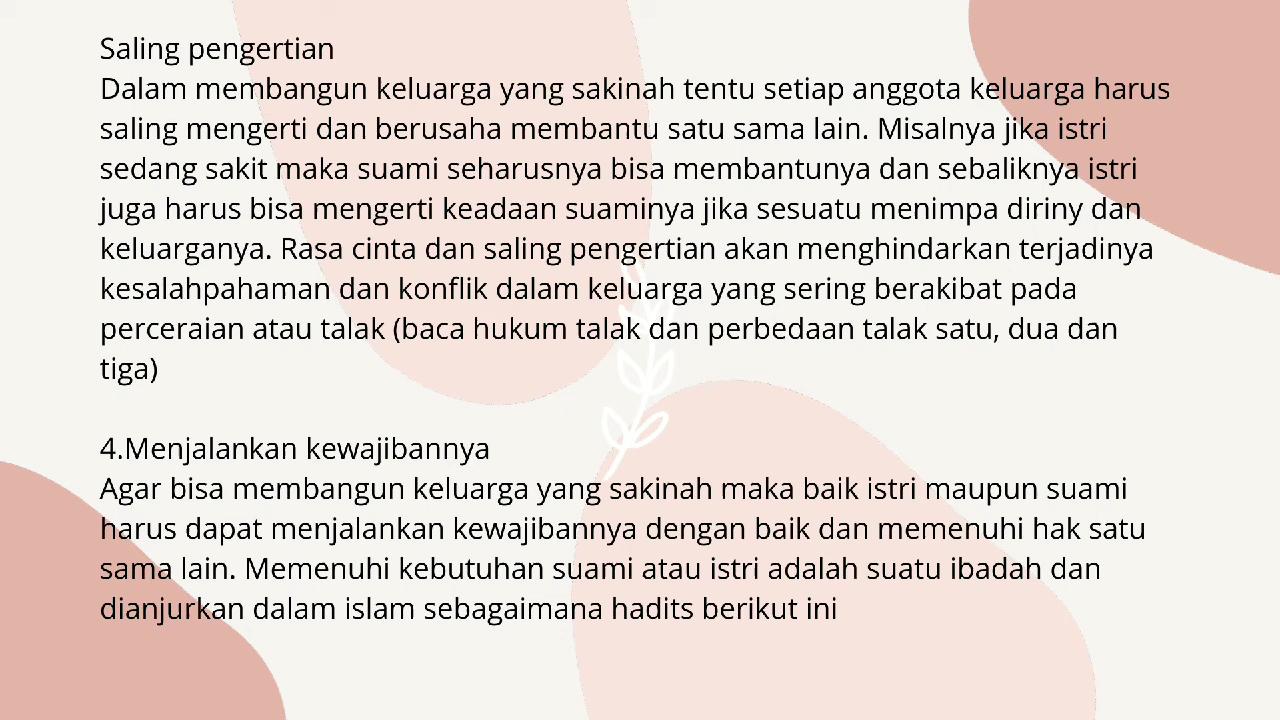 Saling pengertian
Dalam membangun keluarga yang sakinah tentu setiap anggota keluarga harus
saling mengerti dan berusaha membantu satu sama lain. Misalnya jika istri
sedang sakit maka suami seharusnya bisa membantunya dan sebaliknya istri
juga harus bisa mengerti keadaan suaminya jika sesuatu menimpa diriny dan
keluarganya. Rasa cinta dan saling pengertian akan menghindarkan terjadinya
kesalahpahaman dan konflik dalam keluarga yang sering berakibat pada
perceraian atau talak (baca hukum talak dan perbedaan talak satu, dua dan
tiga)
4.Menjalankan kewajibannya
Agar bisa membangun keluarga yang sakinah maka baik istri maupun suami
harus dapat menjalankan kewajibannya dengan baik dan memenuhi hak satu
sama lain. Memenuhi kebutuhan suami atau istri adalah suatu ibadah dan
dianjurkan dalam islam sebagaimana hadits berikut ini